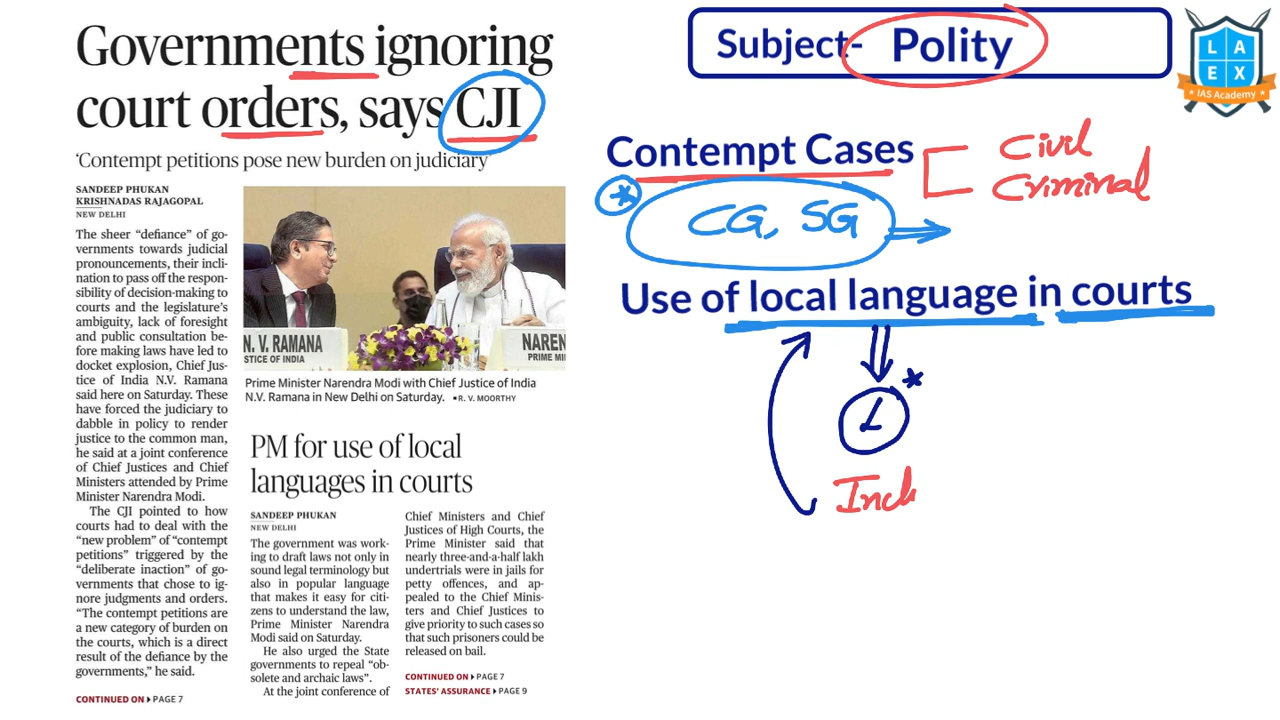 Governments ignoring
court orders, says CJI
‘Contempt petitions pose new burden on judiciary’
SANDEEP PHUKAN
KRISHNADAS RAJAGOPAL
NEW DELHI
The sheer “defiance” of go-
vernments towards judicial
pronouncements, their incli-
nation to pass off the respon-
sibility of decision-making to
courts and the legislature’s
ambiguity, lack of foresight
and public consultation be-
fore making laws have led to
docket explosion, Chief Jus-
tice of India N.V. Ramana
said here on Saturday. These
have forced the judiciary to
dabble in policy to render
justice to the common man,
he said at a joint conference
of Chief Justices and Chief
Ministers attended by Prime
Minister Narendra Modi.
The CJI pointed to how
courts had to deal with the
“new problem” of “contempt
petitions” triggered by the
“deliberate inaction” of go-
vernments that chose to ig-
nore judgments and orders.
“The contempt petitions are
a new category of burden on
the courts, which is a direct
result of the defiance by the
governments,” he said.
CONTINUED ON PAGE 7
N. V. RAMANA
STICE OF INDIA
NAREN
PRIME MI
Prime Minister Narendra Modi with Chief Justice of India
N.V. Ramana in New Delhi on Saturday. R. V. MOORTHY
PM for use of local
languages in courts
SANDEEP PHUKAN
NEW DELHI
The government was work-
ing to draft laws not only in
sound legal terminology but
also in popular language
that makes it easy for citi-
zens to understand the law,
Prime Minister Narendra
Modi said on Saturday.
He also urged the State
governments to repeal “ob-
solete and archaic laws”.
At the joint conference of
Chief Ministers and Chief
Justices of High Courts, the
Prime Minister said that
nearly three-and-a-half lakh
undertrials were in jails for
petty offences, and ap-
pealed to the Chief Minis-
ters and Chief Justices to
give priority to such cases so
that such prisoners could be
released on bail.
CONTINUED ON PAGE 7
STATES’ ASSURANCE PAGE 9
Subject- Polity
LA
EX
IAS Academy
Contempt Cases
Civil
Criminal
* CG, SG
Use of local language in courts
L *